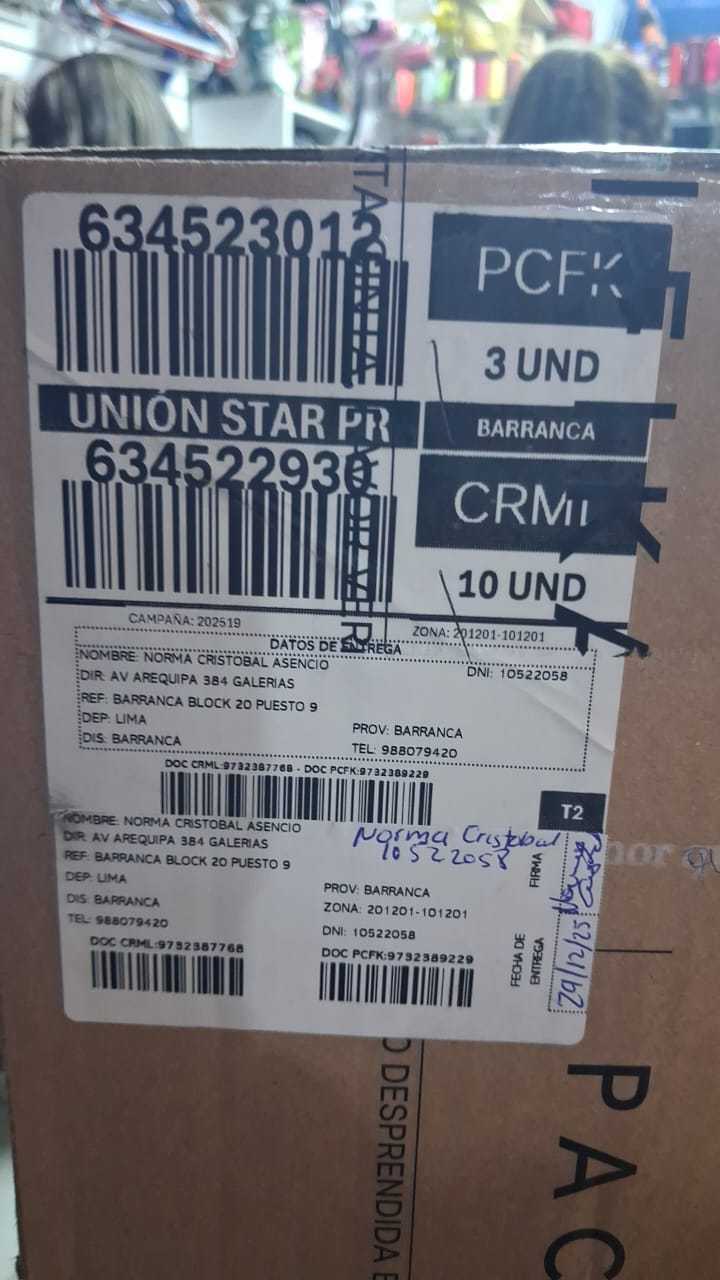 634523012
PCFK
3 UND
UNIÓN STAR PR
BARRANCA
634522930
CRML
10 UND
CAMPAÑA: 202519
ZONA: 201201-101201
DATOS DE ENTREGA
NOMBRE: NORMA CRISTOBAL ASENCIO
DNI: 10522058
DIR: AV AREQUIPA 384 GALERIAS
REF: BARRANCA BLOCK 20 PUESTO 9
DEP: LIMA
PROV: BARRANCA
DIS: BARRANCA
TEL: 988079420
DOC CRML:9732387768 - DOC PCFK:9732389229
T2
NOMBRE: NORMA CRISTOBAL ASENCIO
DIR: AV AREQUIPA 384 GALERIAS
REF: BARRANCA BLOCK 20 PUESTO 9
DEP: LIMA
DIS: BARRANCA
TEL: 988079420
Norma Cristobal
10522058
PROV: BARRANCA
ZONA: 201201-101201
DNI: 10522058
DOC CRML:9732387768
DOC PCFK:9732389229
FIRMA
FECHA DE
ENTREGA
29/12/25
DESPRENDIDA
PAC